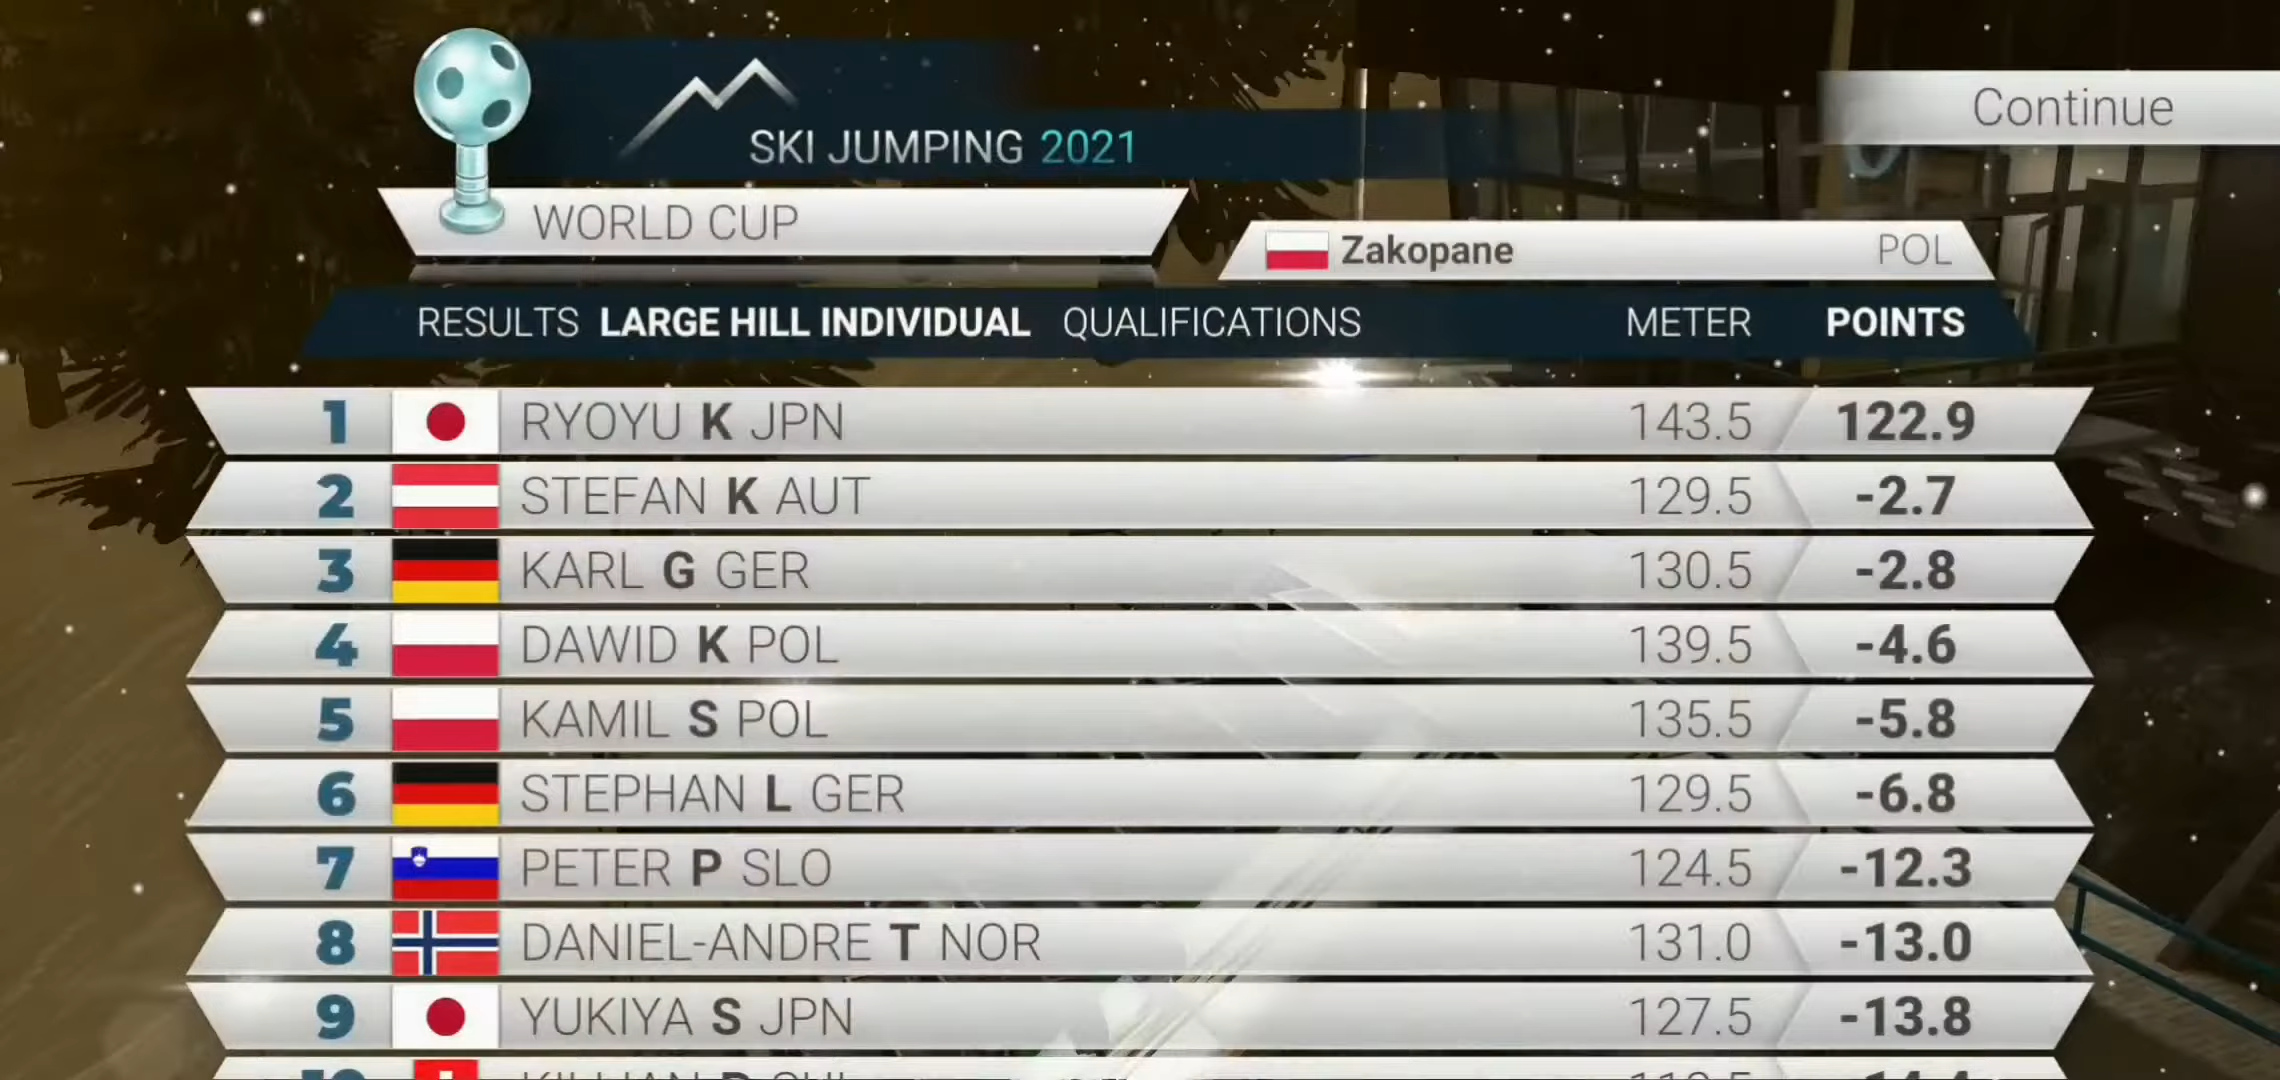 SKI JUMPING 2021
Continue
WORLD CUP
Zakopane POL
RESULTS LARGE HILL INDIVIDUAL QUALIFICATIONS METER POINTS
1 RYOYU K JPN 143.5 122.9
2 STEFAN K AUT 129.5 -2.7
3 KARL G GER 130.5 -2.8
4 DAWID K POL 139.5 -4.6
5 KAMIL S POL 135.5 -5.8
6 STEPHAN L GER 129.5 -6.8
7 PETER P SLO 124.5 -12.3
8 DANIEL-ANDRE T NOR 131.0 -13.0
9 YUKIYA S JPN 127.5 -13.8
10